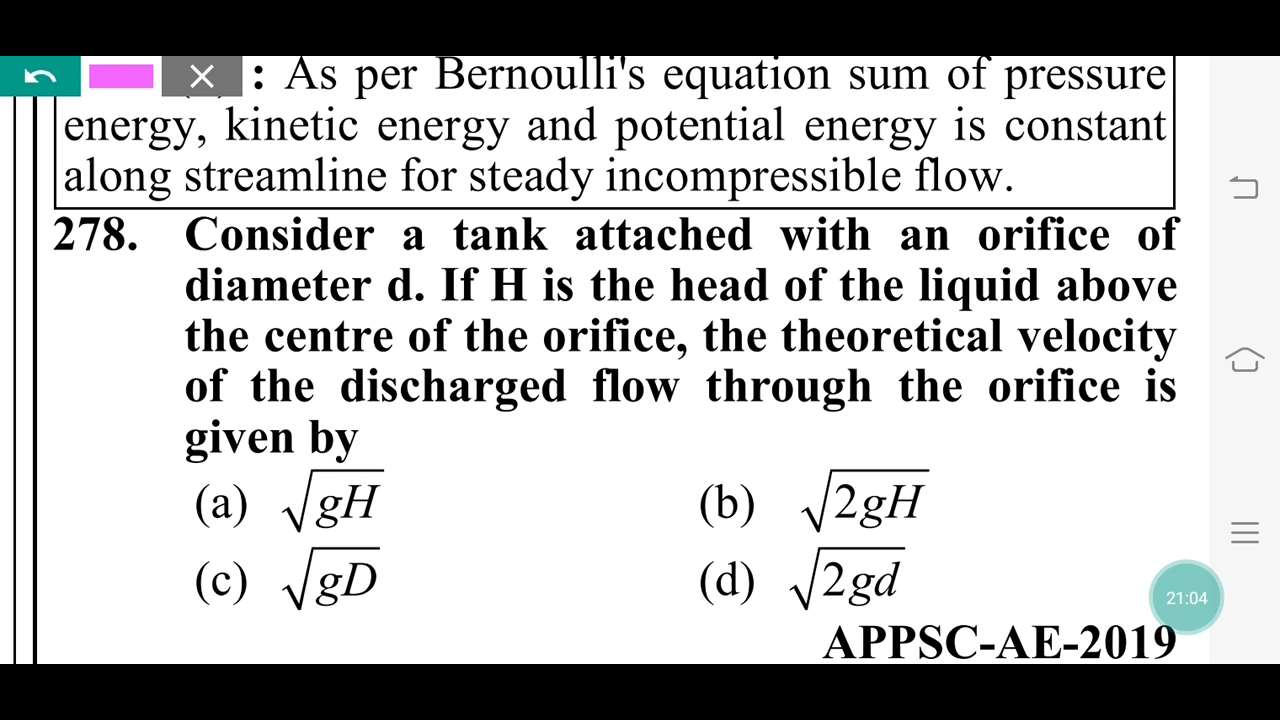 : As per Bernoulli's equation sum of pressure
energy, kinetic energy and potential energy is constant
along streamline for steady incompressible flow.
278. Consider a tank attached with an orifice of
diameter d. If H is the head of the liquid above
the centre of the orifice, the theoretical velocity
of the discharged flow through the orifice is
given by
(a) √gH (b) √2gH
(c) √gD (d) √2gd
21:04
APPSC-AE-2019